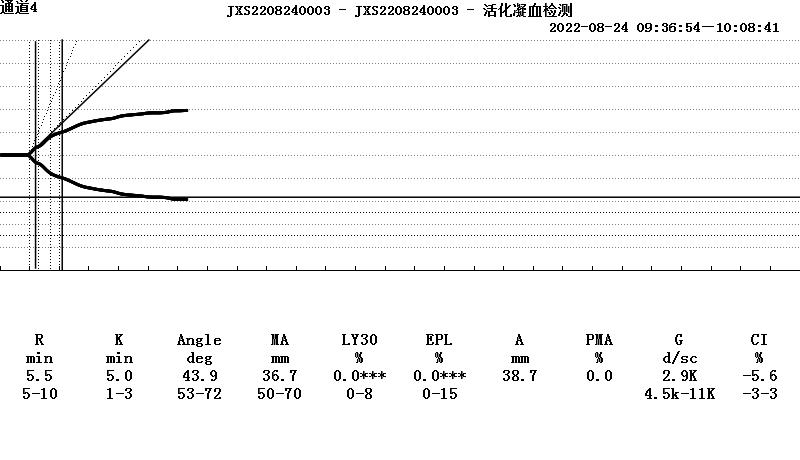 通道4
JXS2208240003 - JXS2208240003 - 活化凝血检测
2022-08-24 09:36:54—10:08:41
R K Angle MA LY30 EPL A PMA G CI
min min deg mm % % mm % d/sc %
5.5 5.0 43.9 36.7 0.0*** 0.0*** 38.7 0.0 2.9K -5.6
5-10 1-3 53-72 50-70 0-8 0-15 4.5k-11K -3-3